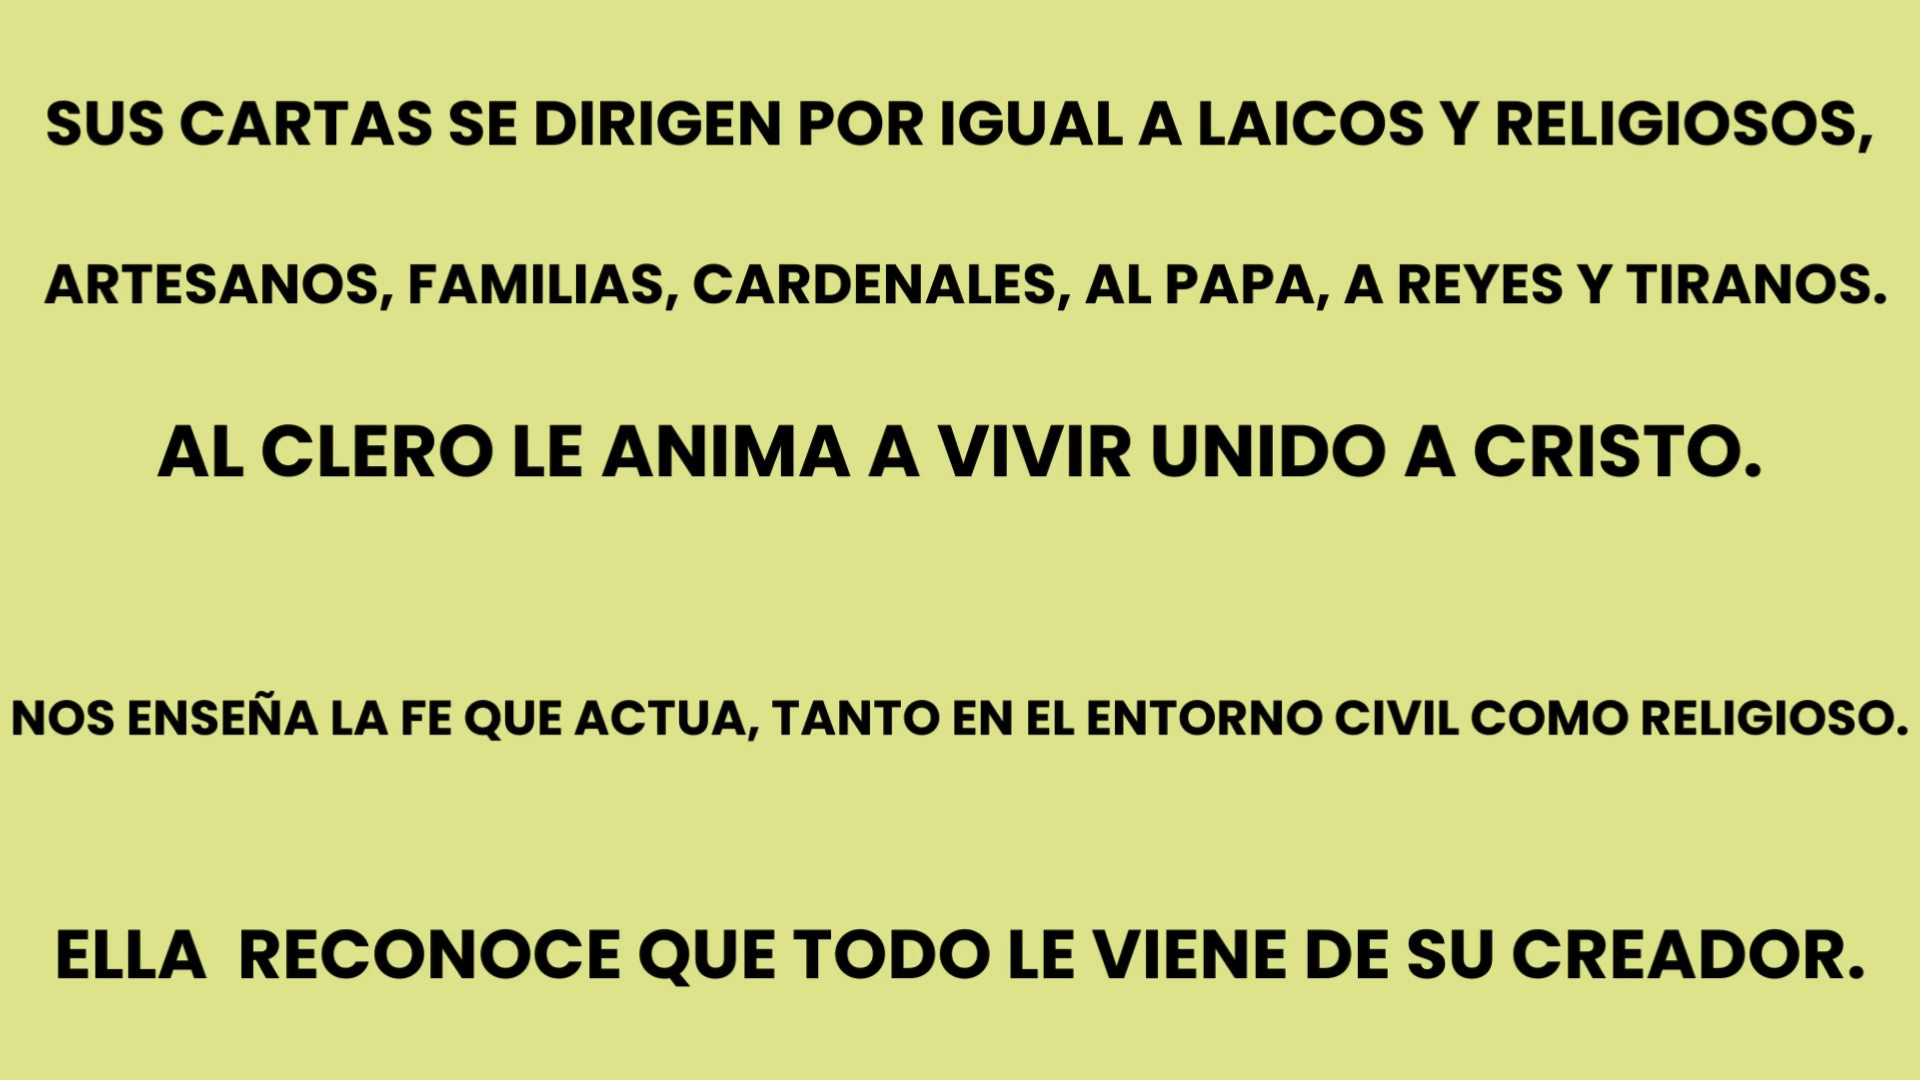 SUS CARTAS SE DIRIGEN POR IGUAL A LAICOS Y RELIGIOSOS,
ARTESANOS, FAMILIAS, CARDENALES, AL PAPA, A REYES Y TIRANOS.
AL CLERO LE ANIMA A VIVIR UNIDO A CRISTO.
NOS ENSEÑA LA FE QUE ACTUA, TANTO EN EL ENTORNO CIVIL COMO RELIGIOSO.
ELLA  RECONOCE QUE TODO LE VIENE DE SU CREADOR.